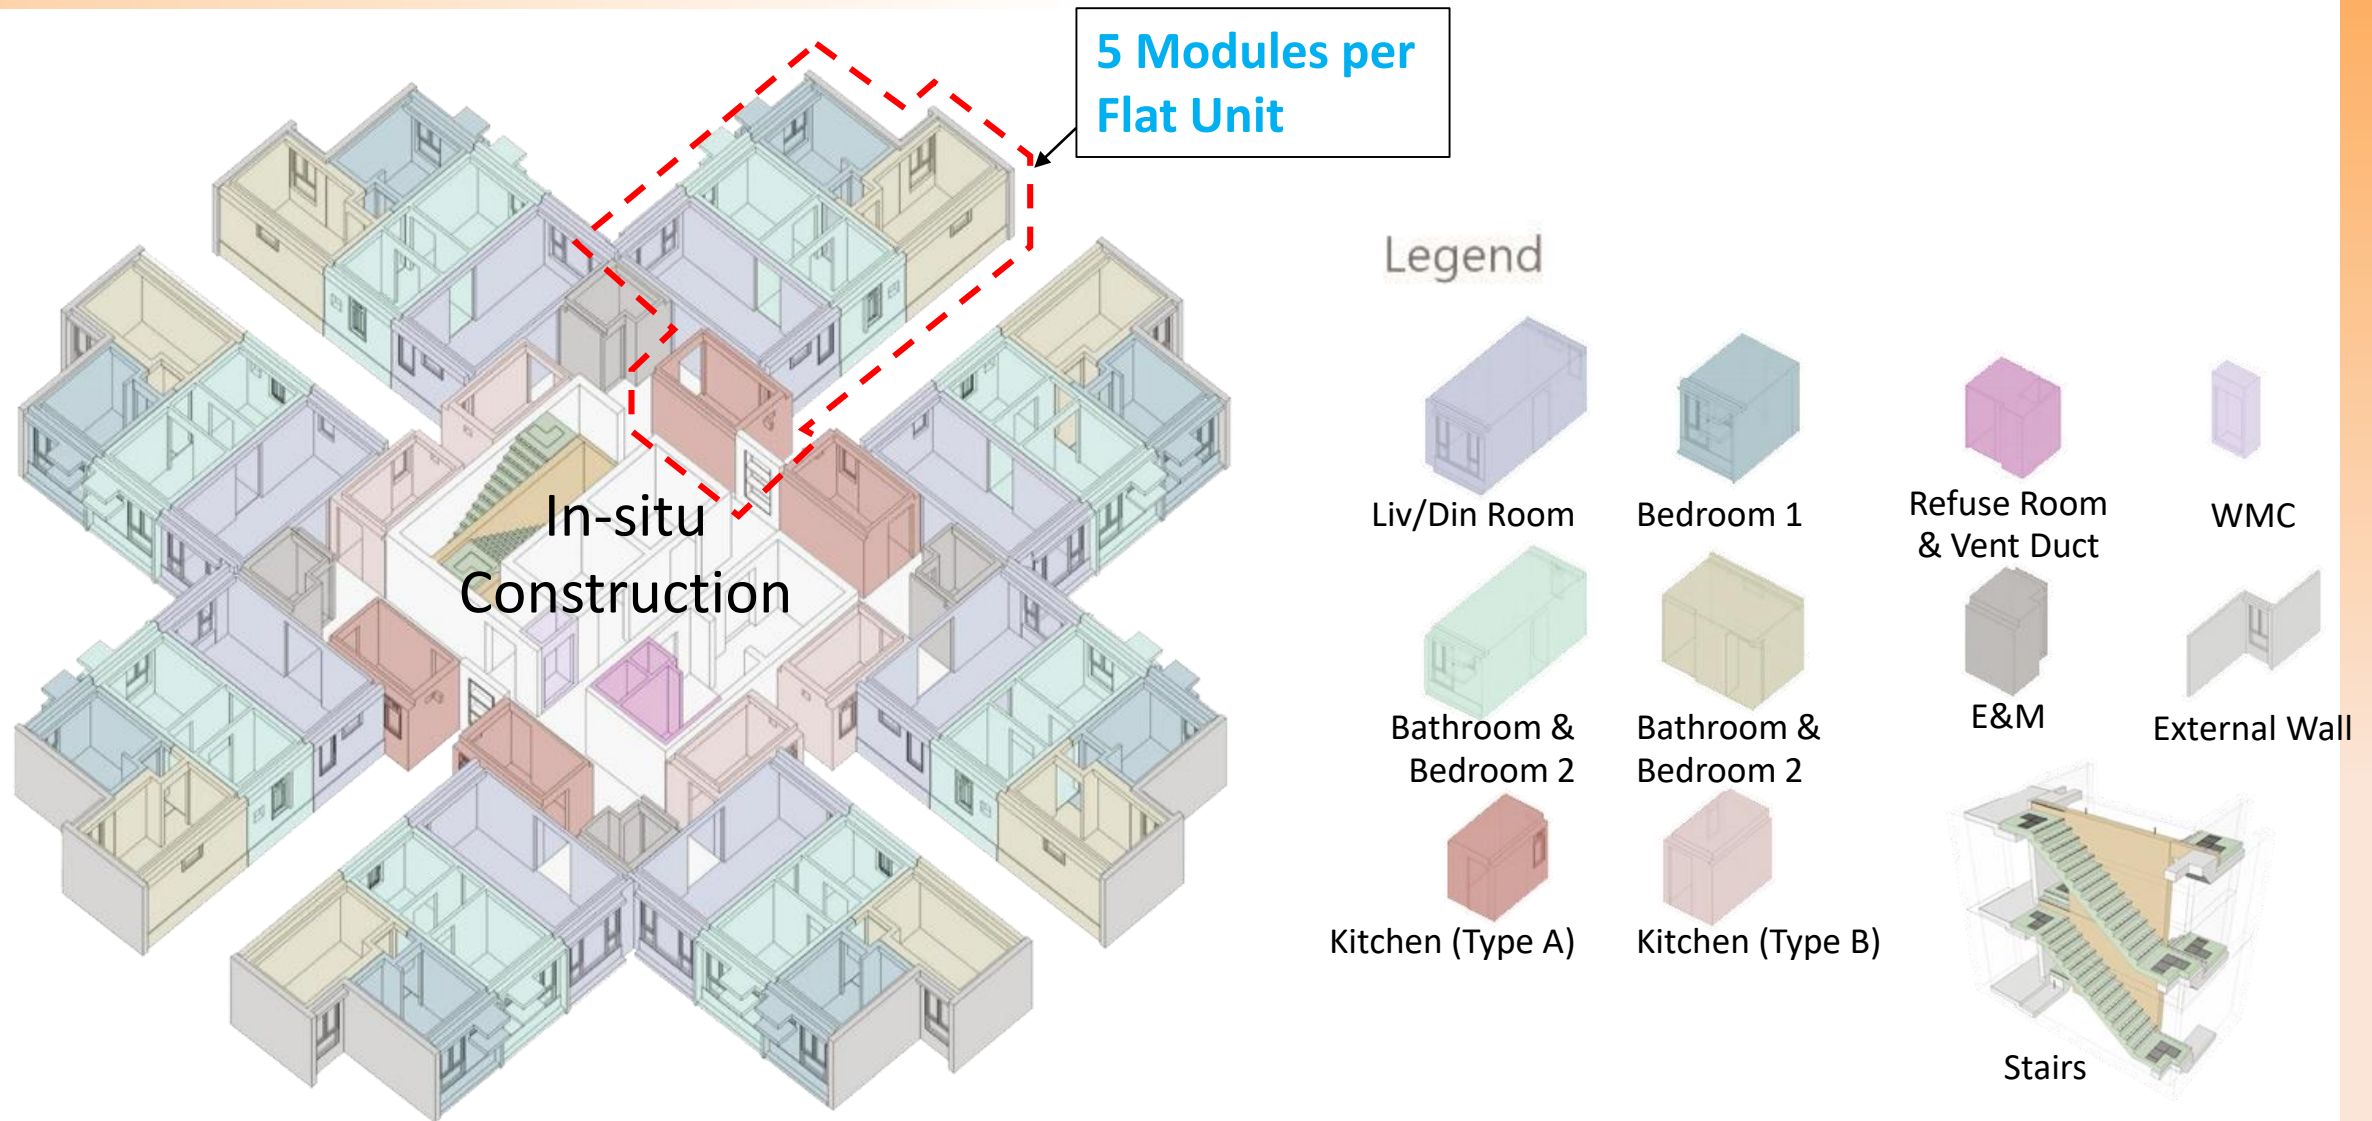 5 Modules per
Flat Unit
In-situ
Construction
Legend
Liv/Din Room
Bedroom 1
Refuse Room
& Vent Duct
WMC
Bathroom &
Bedroom 2
Bathroom &
Bedroom 2
E&M
External Wall
Kitchen (Type A)
Kitchen (Type B)
Stairs